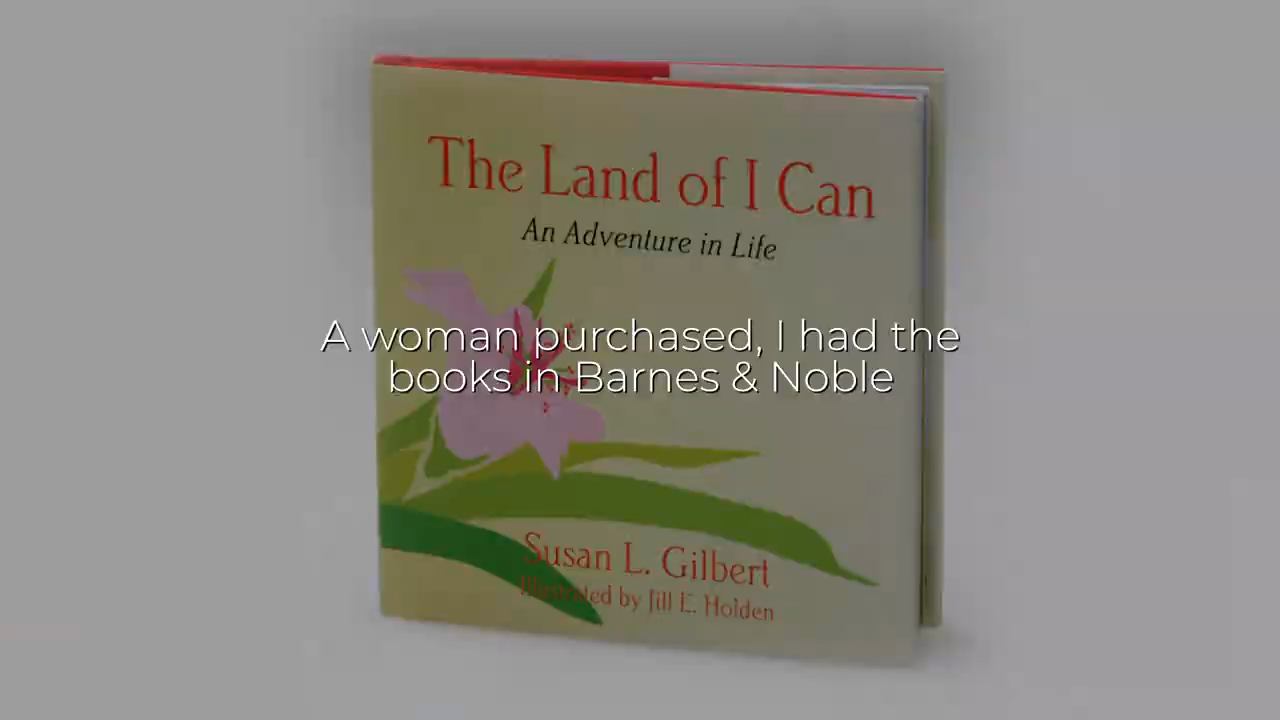 The Land of I Can
An Adventure in Life
A woman purchased, I had the
books in Barnes & Noble
Susan L. Gilbert
Illustrated by Jill E. Holden